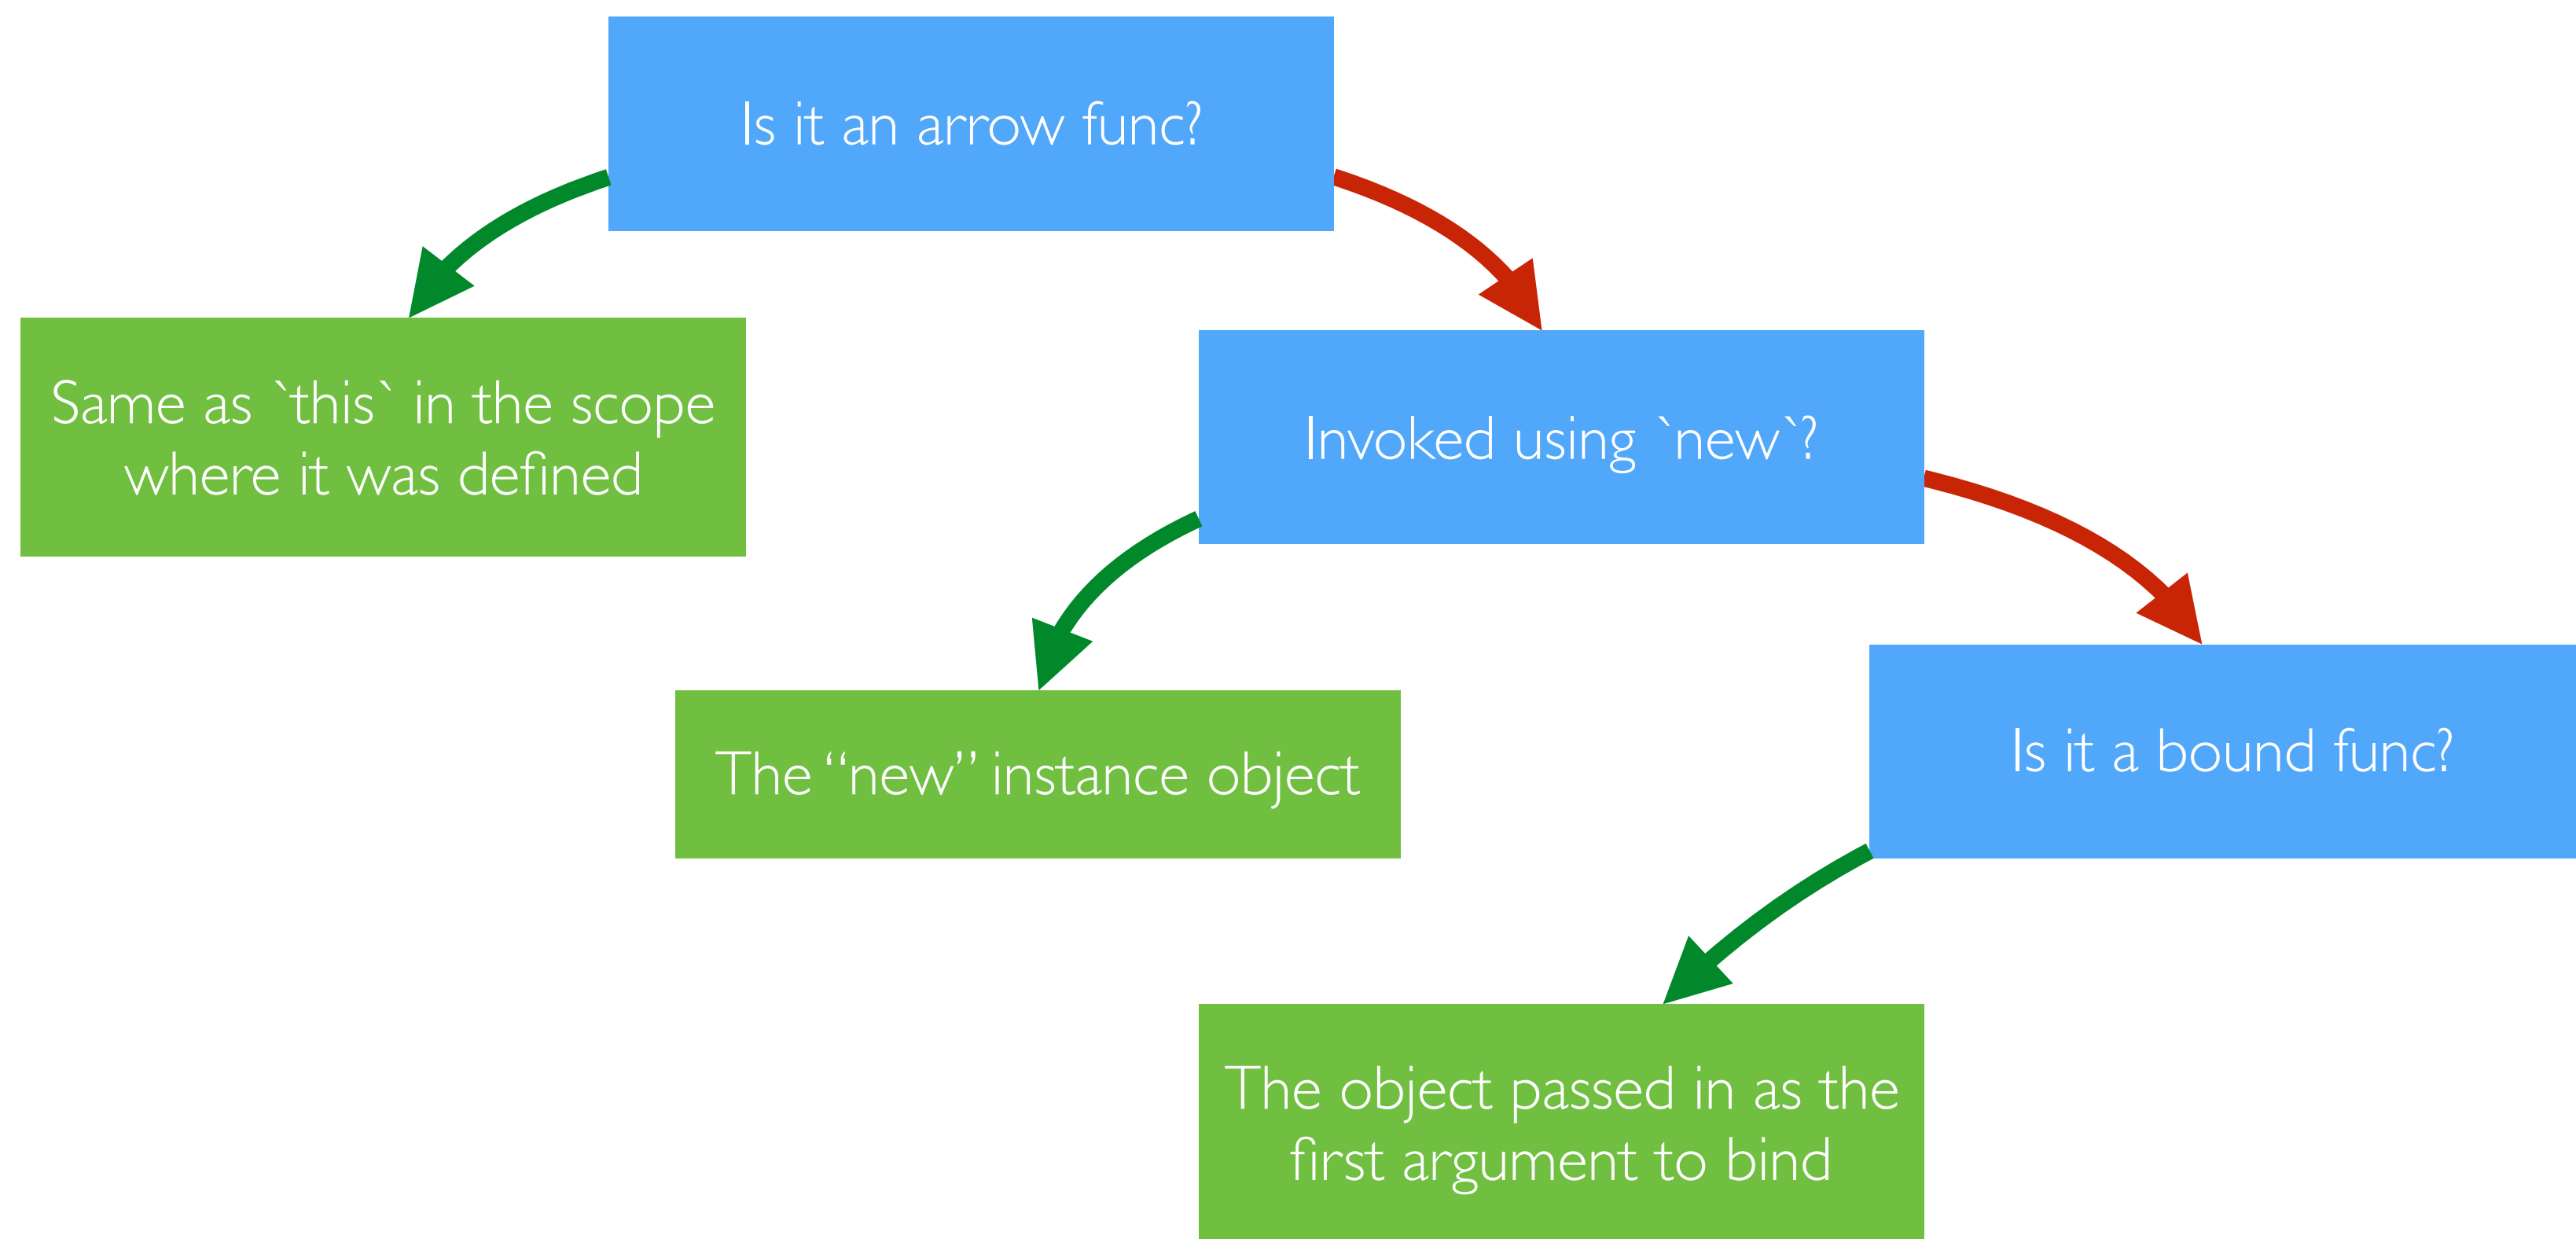 Is it an arrow func?
Same as `this` in the scope
where it was defined
Invoked using `new`?
The “new” instance object
Is it a bound func?
The object passed in as the
first argument to bind